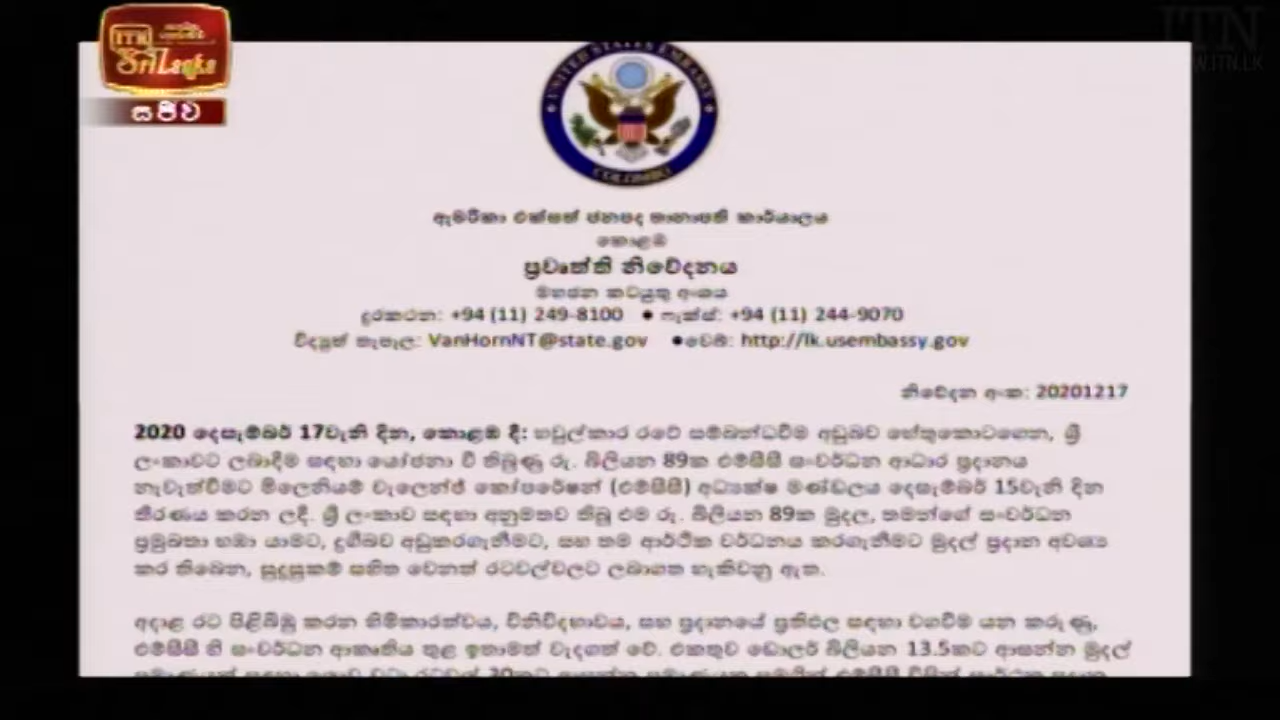 ITN
ITN
Sri Lanka
W.ITN.LK
සජීව
UNITED STATES EMBASSY
COLOMBO
ඇමරිකා එක්සත් ජනපද තානාපති කාර්යාලය
කොළඹ
ප්‍රවෘත්ති නිවේදනය
මහජන කටයුතු අංශය
දුරකථන: +94 (11) 249-8100 ● ෆැක්ස්: +94 (11) 244-9070
විද්‍යුත් තැපෑල: VanHornNT@state.gov ●වෙබ්: http://lk.usembassy.gov
නිවේදන අංක: 20201217
2020 දෙසැම්බර් 17වැනි දින, කොළඹ දී: හවුල්කාර රටේ සම්බන්ධවීම අඩුබව හේතුකොටගෙන, ශ්‍රී
ලංකාවට ලබාදීම සඳහා යෝජනා වී තිබුණු රු. බිලියන 89ක එම්සීසී සංවර්ධන ආධාර ප්‍රදානය
නැවැත්වීමට මිලෙනියම් චැලෙන්ජ් කෝපරේෂන් (එම්සීසී) අධ්‍යක්ෂ මණ්ඩලය දෙසැම්බර් 15වැනි දින
තීරණය කරන ලදී. ශ්‍රී ලංකාව සඳහා අනුමතව තිබූ එම රු. බිලියන 89ක මුදල, තමන්ගේ සංවර්ධන
ප්‍රමුඛතා හඹා යාමට, දුගීබව අඩුකරගැනීමට, සහ තම ආර්ථික වර්ධනය කරගැනීමට මුදල් ප්‍රදාන අවශ්‍ය
කර තිබෙන, සුදුසුකම් සහිත වෙනත් රටවල්වලට ලබාගත හැකිවනු ඇත.
අදාළ රට පිළිබිඹු කරන හිමිකාරත්වය, විනිවිදභාවය, සහ ප්‍රදානයේ ප්‍රතිඵල සඳහා වගවීම යන කරුණු,
එම්සීසී හි සංවර්ධන ආකෘතිය තුළ ඉතාමත් වැදගත් වේ. එකතුව ඩොලර් බිලියන 13.5කට ආසන්න මුදල්